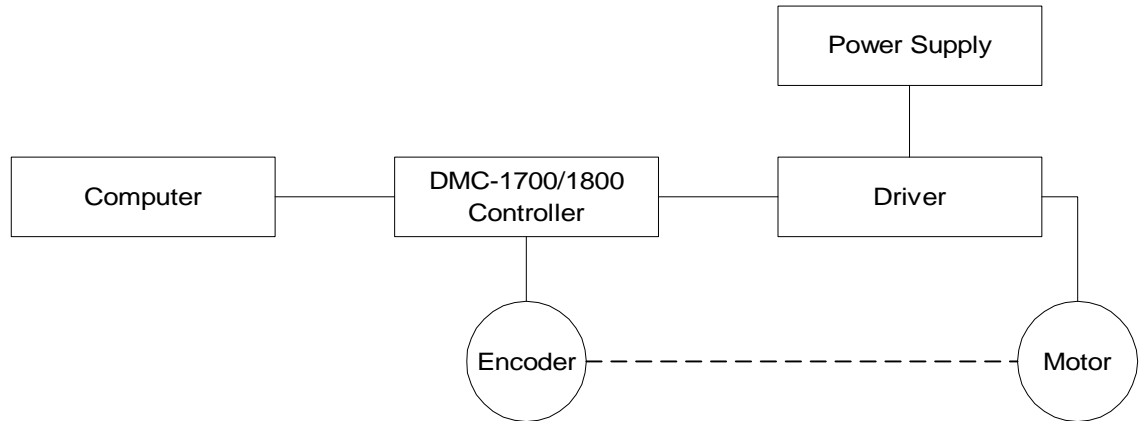 Power Supply
Computer
DMC-1700/1800
Controller
Driver
Encoder
Motor